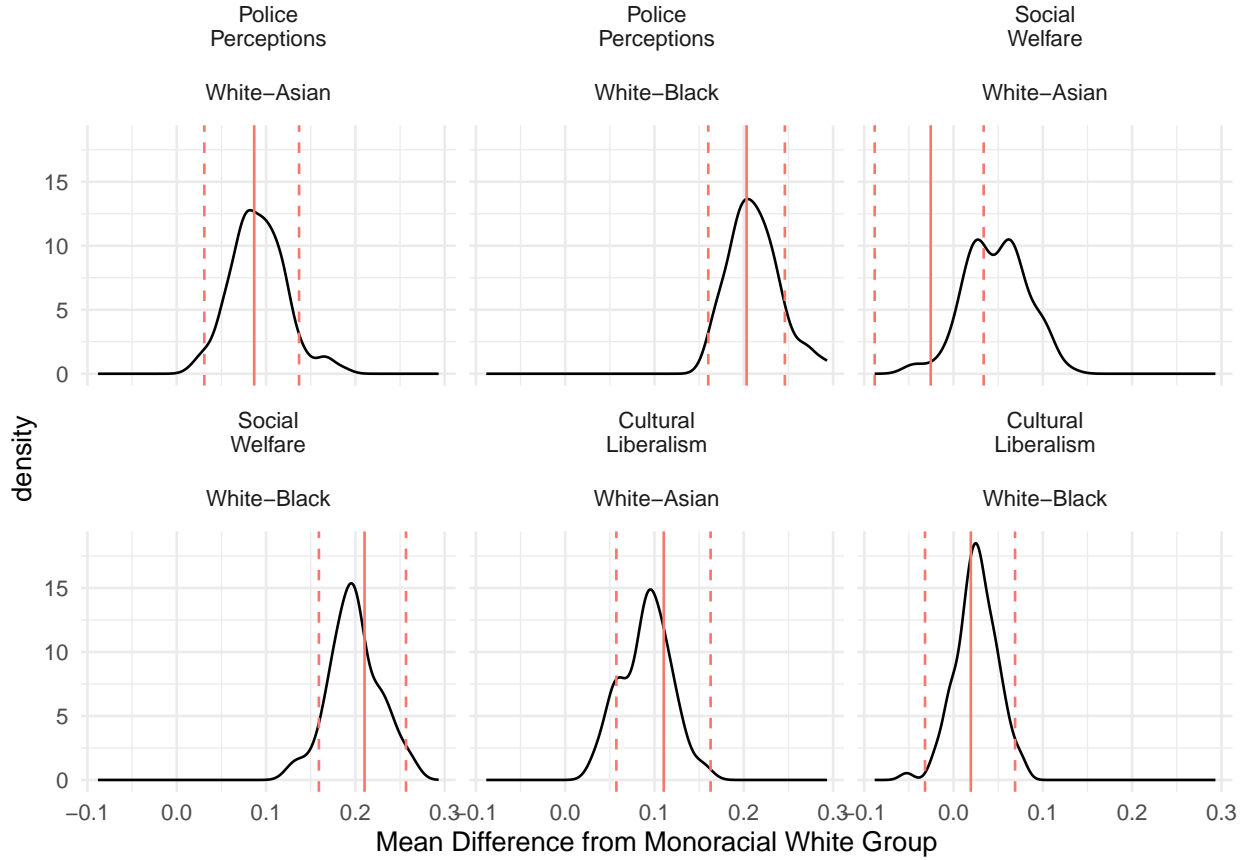 Police
Perceptions
White−Asian
Police
Perceptions
White−Black
Social
Welfare
White−Asian
15
10
5
0
Social
Welfare
White−Black
Cultural
Liberalism
White−Asian
Cultural
Liberalism
White−Black
15
10
5
0
density
−0.1 0.0 0.1 0.2 0.3 −0.1 0.0 0.1 0.2 0.3 −0.1 0.0 0.1 0.2 0.3
Mean Difference from Monoracial White Group